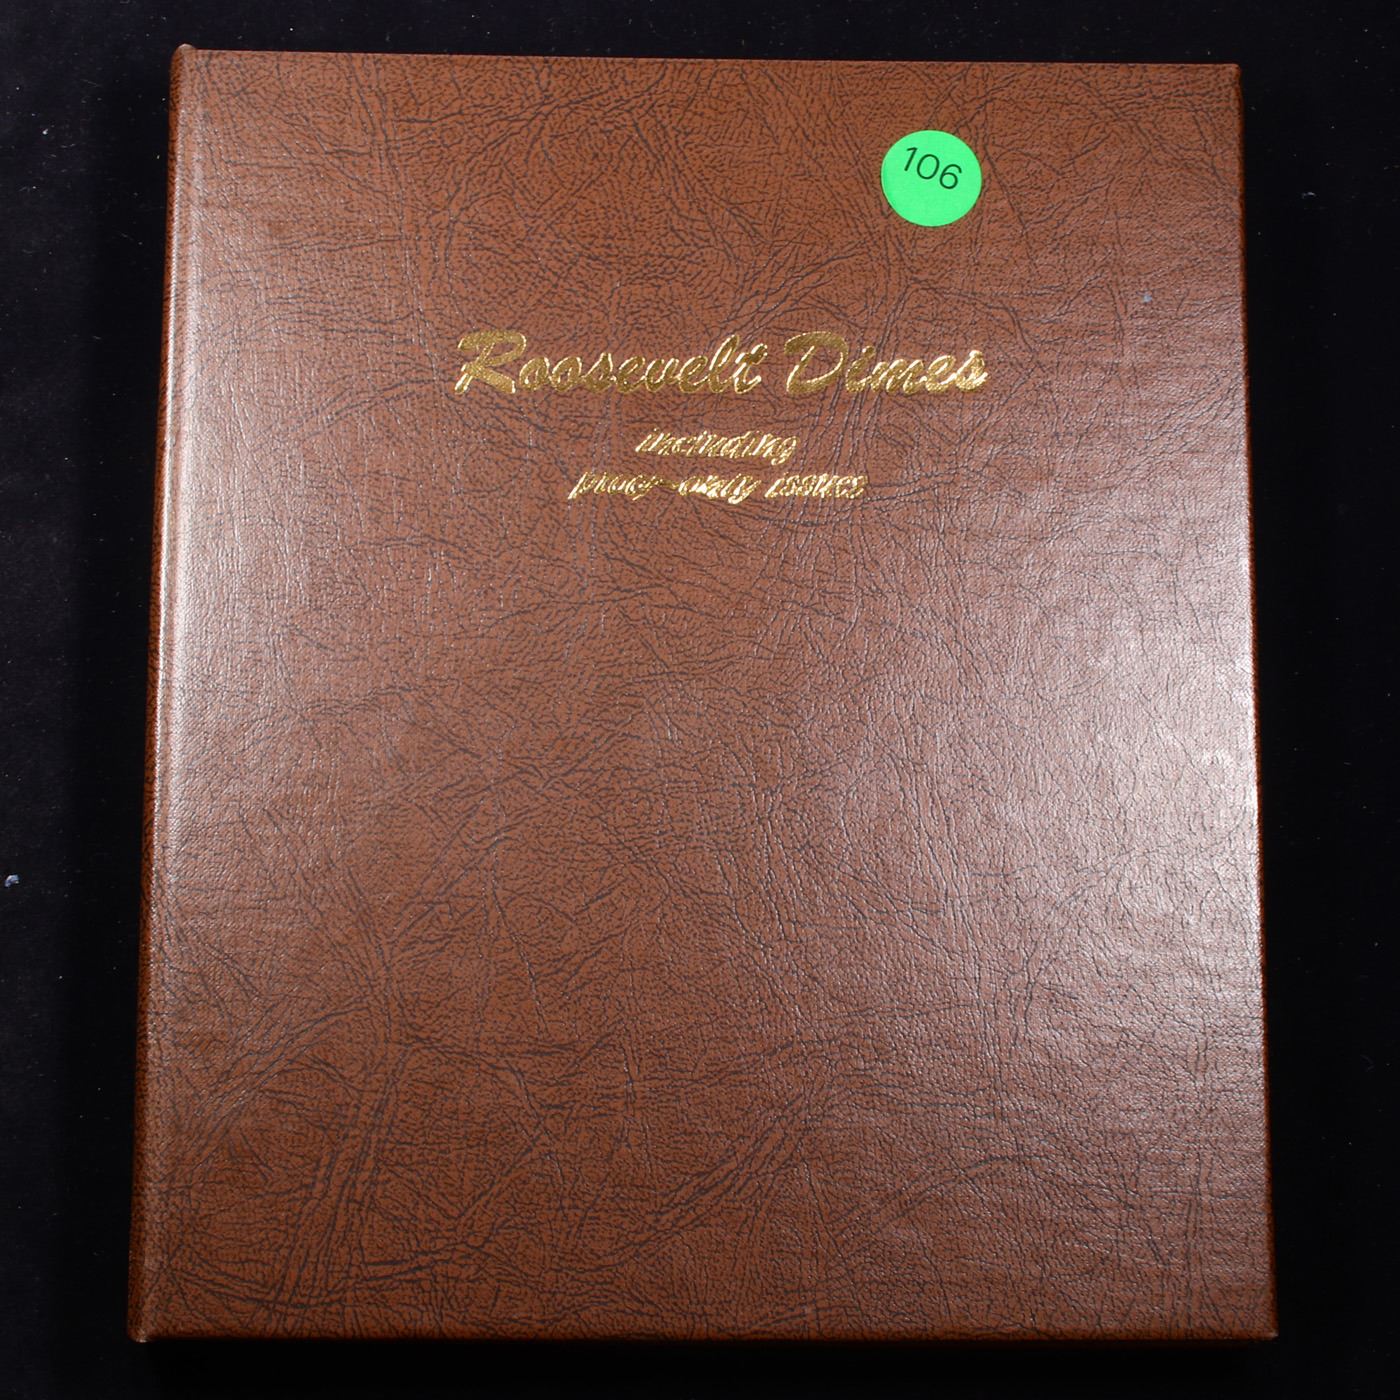 106
Roosevelt Dimes
including
proof-only issues